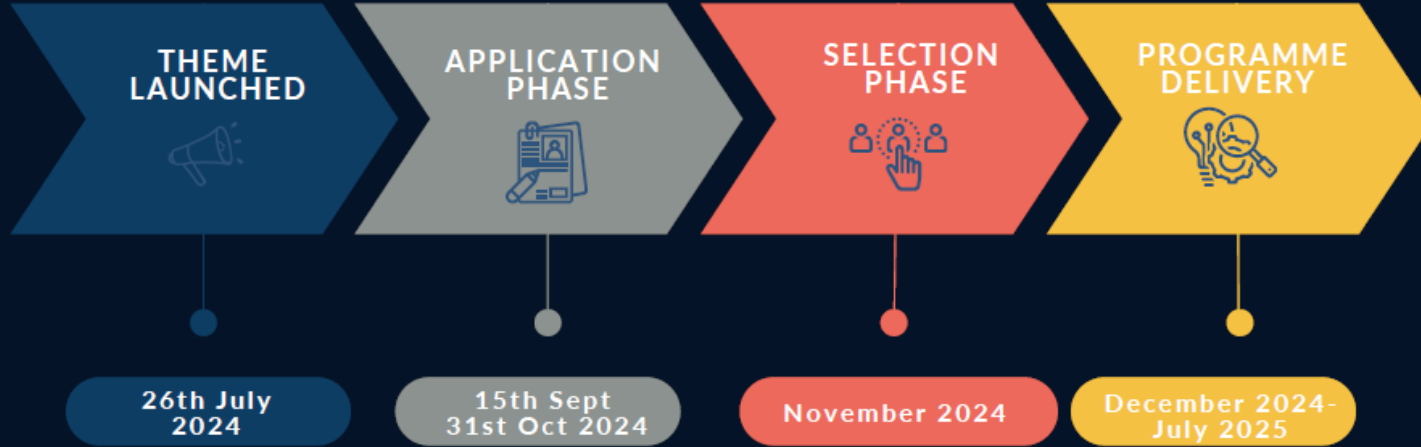 THEME
LAUNCHED
APPLICATION
PHASE
SELECTION
PHASE
PROGRAMME
DELIVERY
26th July
2024
15th Sept
31st Oct 2024
November 2024
December 2024-
July 2025